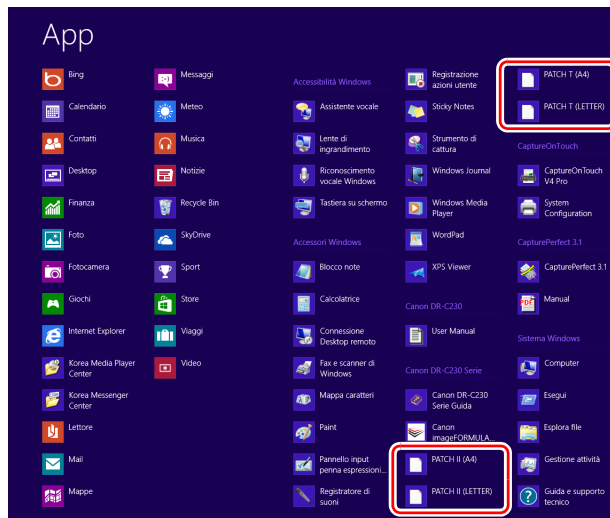 App
Bing
Calendario
Contatti
Desktop
Finanza
Foto
Fotocamera
Giochi
Internet Explorer
Korea Media Player
Center
Korea Messenger
Center
Lettore
Mail
Mappe
Messaggi
Meteo
Musica
Notizie
Recycle Bin
SkyDrive
Sport
Store
Viaggi
Video
Accessibilità Windows
Assistente vocale
Lente di
ingrandimento
Riconoscimento
vocale Windows
Tastiera su schermo
Accessori Windows
Blocco note
Calcolatrice
Connessione
Desktop remoto
Fax e scanner di
Windows
Mappa caratteri
Paint
Pannello input
penna espressioni...
Registratore di
suoni
Registrazione
azioni utente
Sticky Notes
Strumento di
cattura
Windows Journal
Windows Media
Player
WordPad
XPS Viewer
Canon DR-C230
User Manual
Canon DR-C230 Serie
Canon DR-C230
Serie Guida
Canon
imageFORMULA...
PATCH II (A4)
PATCH II (LETTER)
PATCH T (A4)
PATCH T (LETTER)
CaptureOnTouch
CaptureOnTouch
V4 Pro
System
Configuration
CapturePerfect 3.1
CapturePerfect 3.1
PDF
Manual
Sistema Windows
Computer
Esegui
Esplora file
Gestione attività
Guida e supporto
tecnico